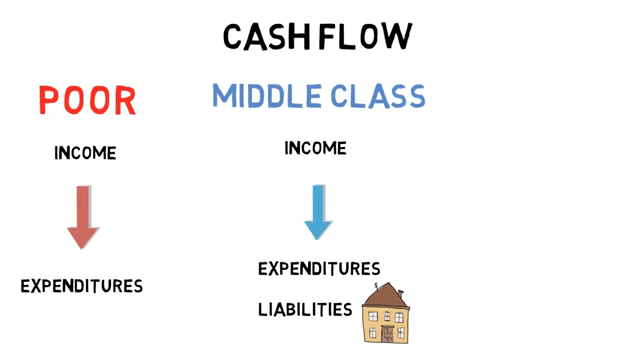 CASH FLOW
POOR
INCOME
EXPENDITURES
MIDDLE CLASS
INCOME
EXPENDITURES
LIABILITIES